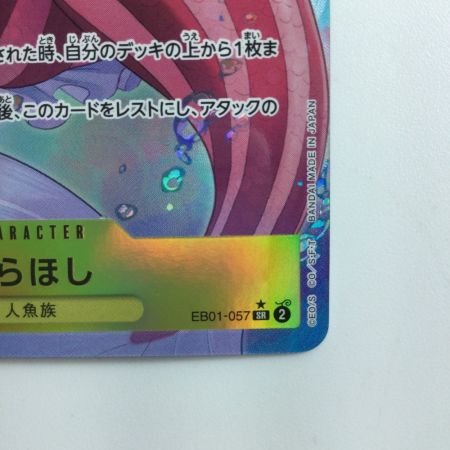 された時、自分のデッキの上から1枚ま
後、このカードをレストにし、アタックの
ARACTER
らほし
人魚族
EB01-057 SR 2
©EO/S ©O/S・F・T BANDAI MADE IN JAPAN